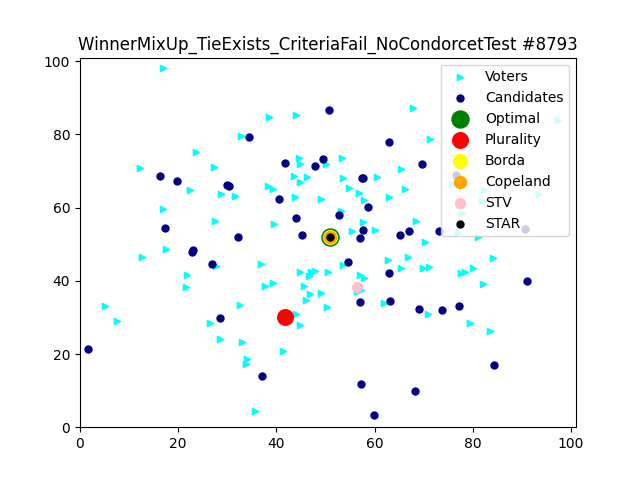 WinnerMixUp_TieExists_CriteriaFail_NoCondorcetTest #8793
100
80
60
40
20
0
0 20 40 60 80 100
Voters
Candidates
Optimal
Plurality
Borda
Copeland
STV
STAR